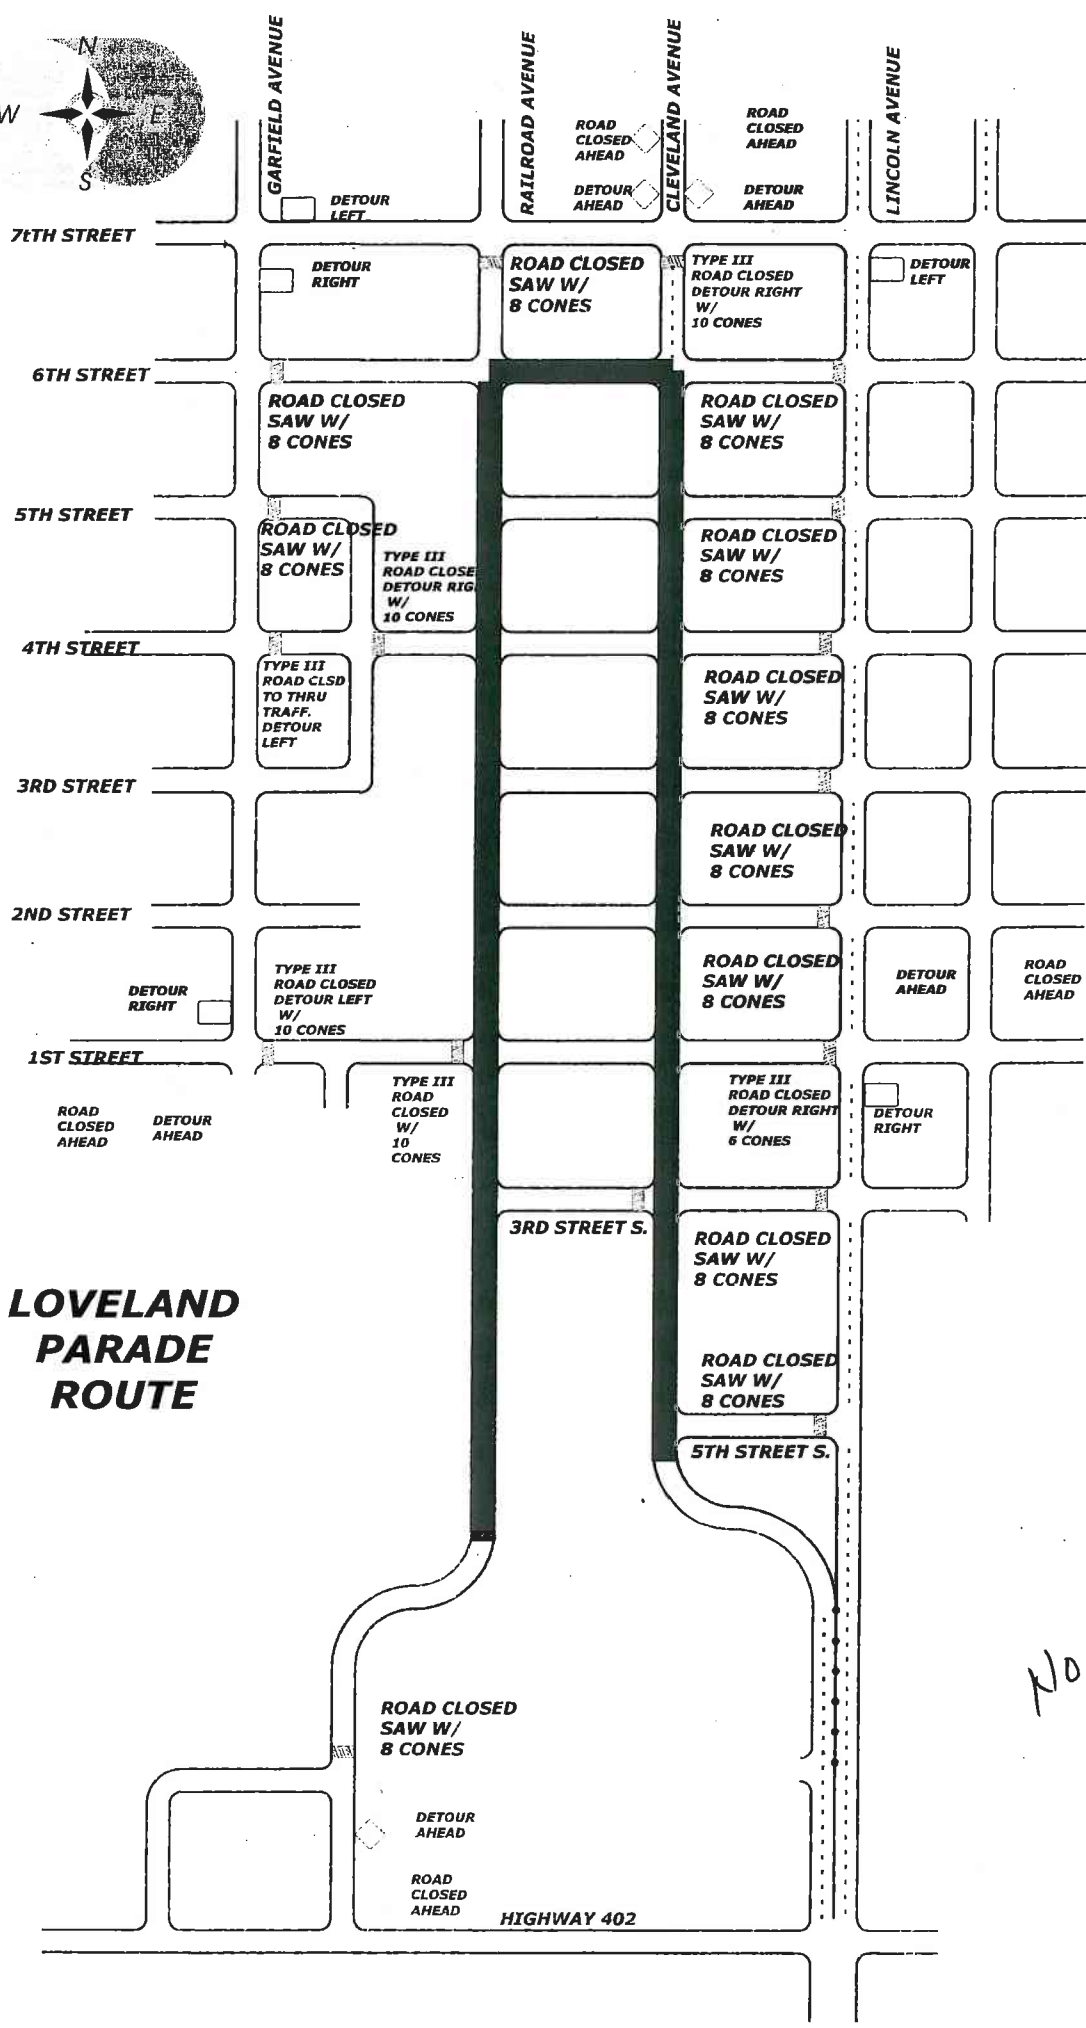 N
W
E
S
GARFIELD AVENUE
RAILROAD AVENUE
CLEVELAND AVENUE
LINCOLN AVENUE
ROAD
CLOSED
AHEAD
ROAD
CLOSED
AHEAD
DETOUR
LEFT
DETOUR
AHEAD
DETOUR
AHEAD
7tTH STREET
DETOUR
RIGHT
ROAD CLOSED
SAW W/
8 CONES
TYPE III
ROAD CLOSED
DETOUR RIGHT
W/
10 CONES
DETOUR
LEFT
6TH STREET
ROAD CLOSED
SAW W/
8 CONES
ROAD CLOSED
SAW W/
8 CONES
5TH STREET
ROAD CLOSED
SAW W/
8 CONES
TYPE III
ROAD CLOSE
DETOUR RIG
W/
10 CONES
ROAD CLOSED
SAW W/
8 CONES
4TH STREET
TYPE III
ROAD CLSD
TO THRU
TRAFF.
DETOUR
LEFT
ROAD CLOSED
SAW W/
8 CONES
3RD STREET
ROAD CLOSED
SAW W/
8 CONES
2ND STREET
DETOUR
RIGHT
TYPE III
ROAD CLOSED
DETOUR LEFT
W/
10 CONES
ROAD CLOSED
SAW W/
8 CONES
DETOUR
AHEAD
ROAD
CLOSED
AHEAD
1ST STREET
ROAD
CLOSED
AHEAD
DETOUR
AHEAD
TYPE III
ROAD
CLOSED
W/
10
CONES
TYPE III
ROAD CLOSED
DETOUR RIGHT
W/
6 CONES
DETOUR
RIGHT
3RD STREET S.
ROAD CLOSED
SAW W/
8 CONES
LOVELAND
PARADE
ROUTE
ROAD CLOSED
SAW W/
8 CONES
5TH STREET S.
NO
ROAD CLOSED
SAW W/
8 CONES
DETOUR
AHEAD
ROAD
CLOSED
AHEAD
HIGHWAY 402